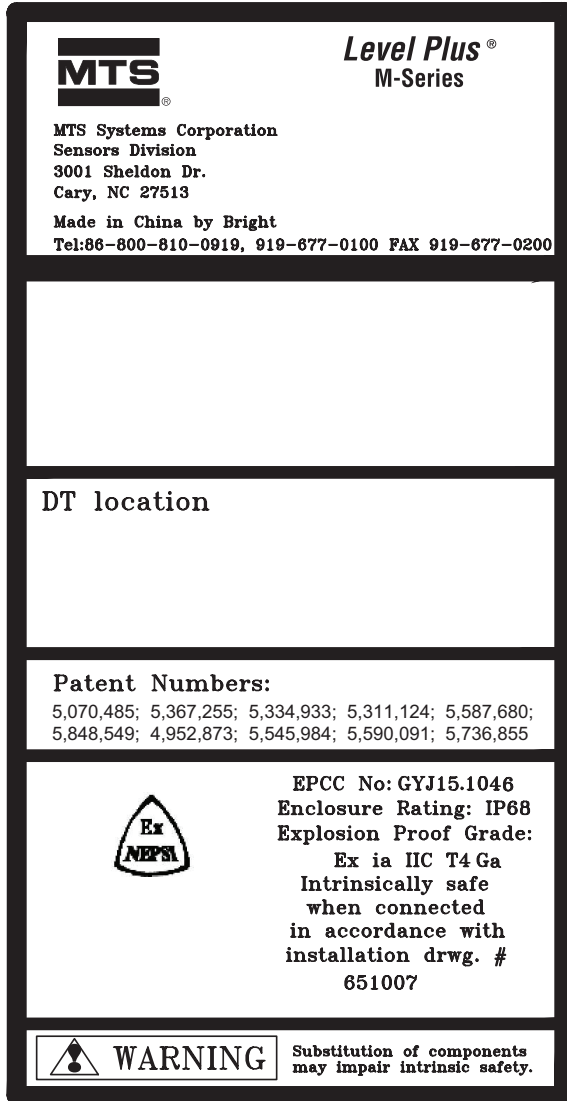 MTS ®
Level Plus ®
M-Series
MTS Systems Corporation
Sensors Division
3001 Sheldon Dr.
Cary, NC 27513
Made in China by Bright
Tel:86-800-810-0919, 919-677-0100 FAX 919-677-0200
DT location
Patent Numbers:
5,070,485; 5,367,255; 5,334,933; 5,311,124; 5,587,680;
5,848,549; 4,952,873; 5,545,984; 5,590,091; 5,736,855
Ex
NEPSI
EPCC No: GYJ15.1046
Enclosure Rating: IP68
Explosion Proof Grade:
Ex ia IIC T4 Ga
Intrinsically safe
when connected
in accordance with
installation drwg. #
651007
WARNING
Substitution of components
may impair intrinsic safety.